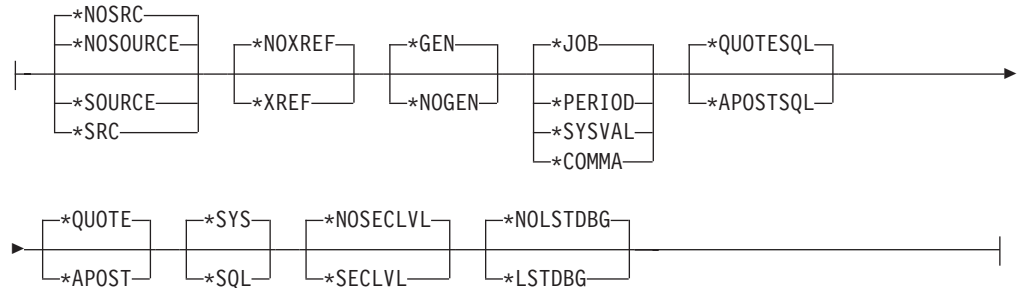 *NOSRC
*NOSOURCE *NOXREF *GEN *JOB *QUOTESQL
*SOURCE *XREF *NOGEN *PERIOD *APOSTSQL
*SRC *SYSVAL
*COMMA
*QUOTE *SYS *NOSECLVL *NOLSTDBG
*APOST *SQL *SECLVL *LSTDBG